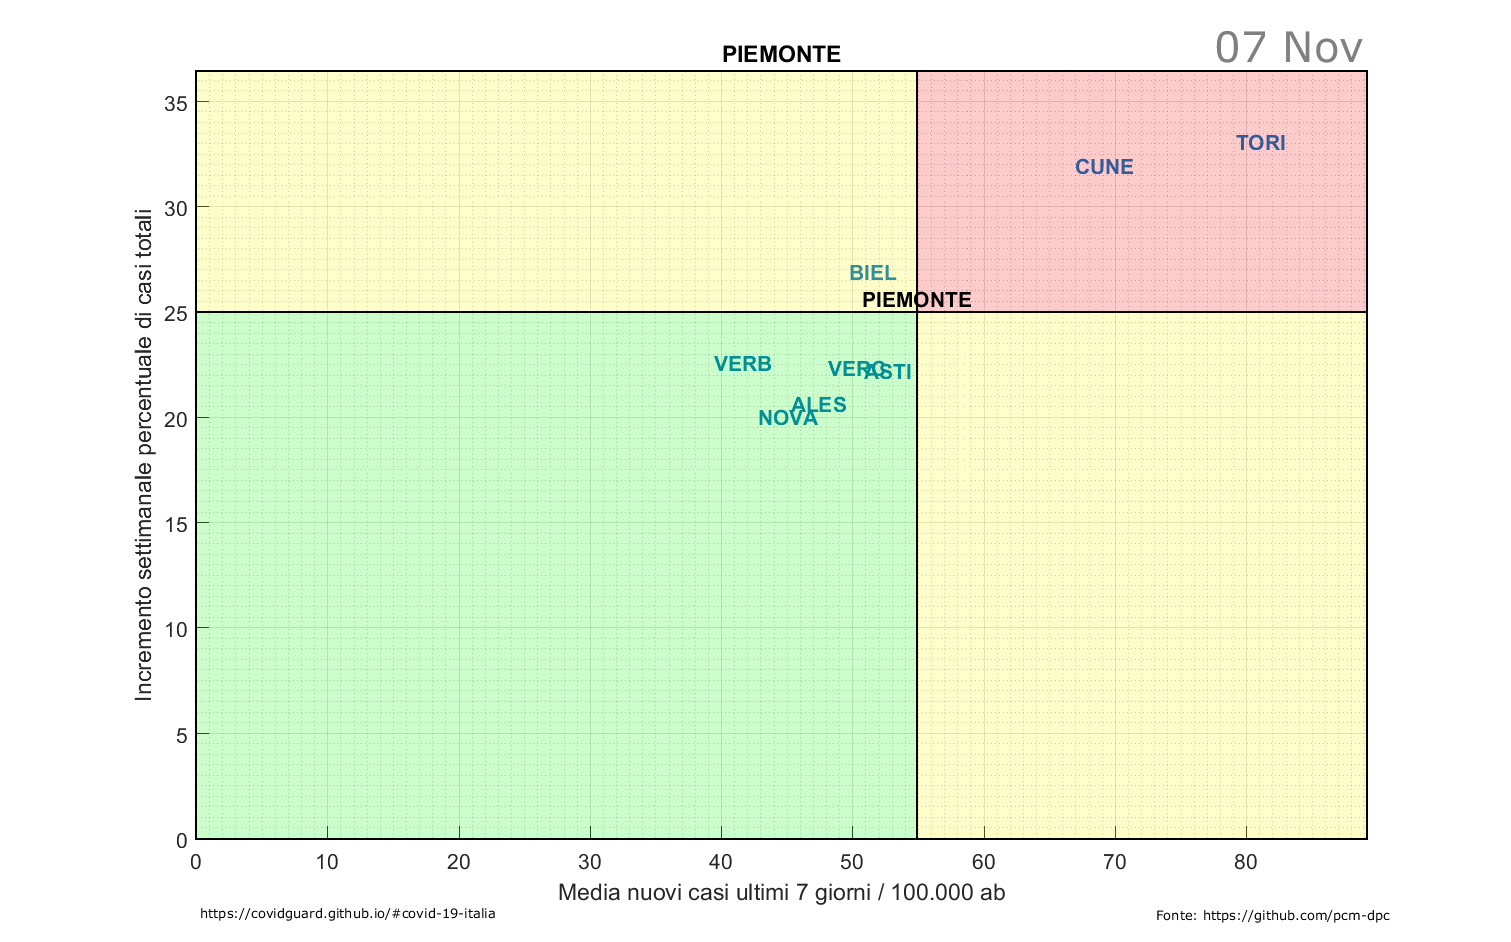 PIEMONTE
07 Nov
Incremento settimanale percentuale di casi totali
35
30
25
20
15
10
5
0
TORI
CUNE
BIEL
PIEMONTE
VERB
VERC
ASTI
ALES
NOVA
0 10 20 30 40 50 60 70 80
Media nuovi casi ultimi 7 giorni / 100.000 ab
https://covidguard.github.io/#covid-19-italia
Fonte: https://github.com/pcm-dpc